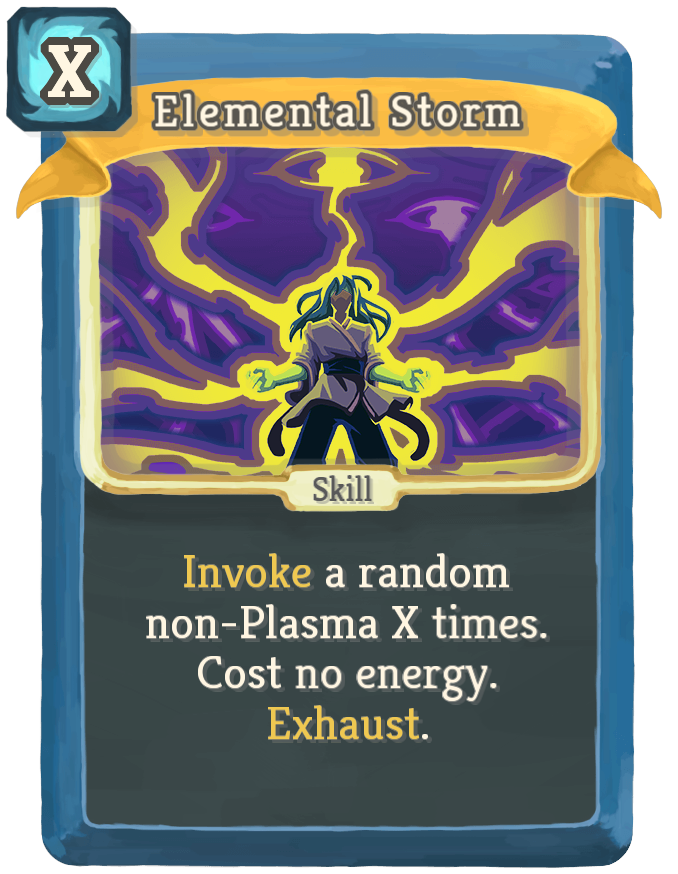 X
Elemental Storm
Skill
Invoke a random
non-Plasma X times.
Cost no energy.
Exhaust.